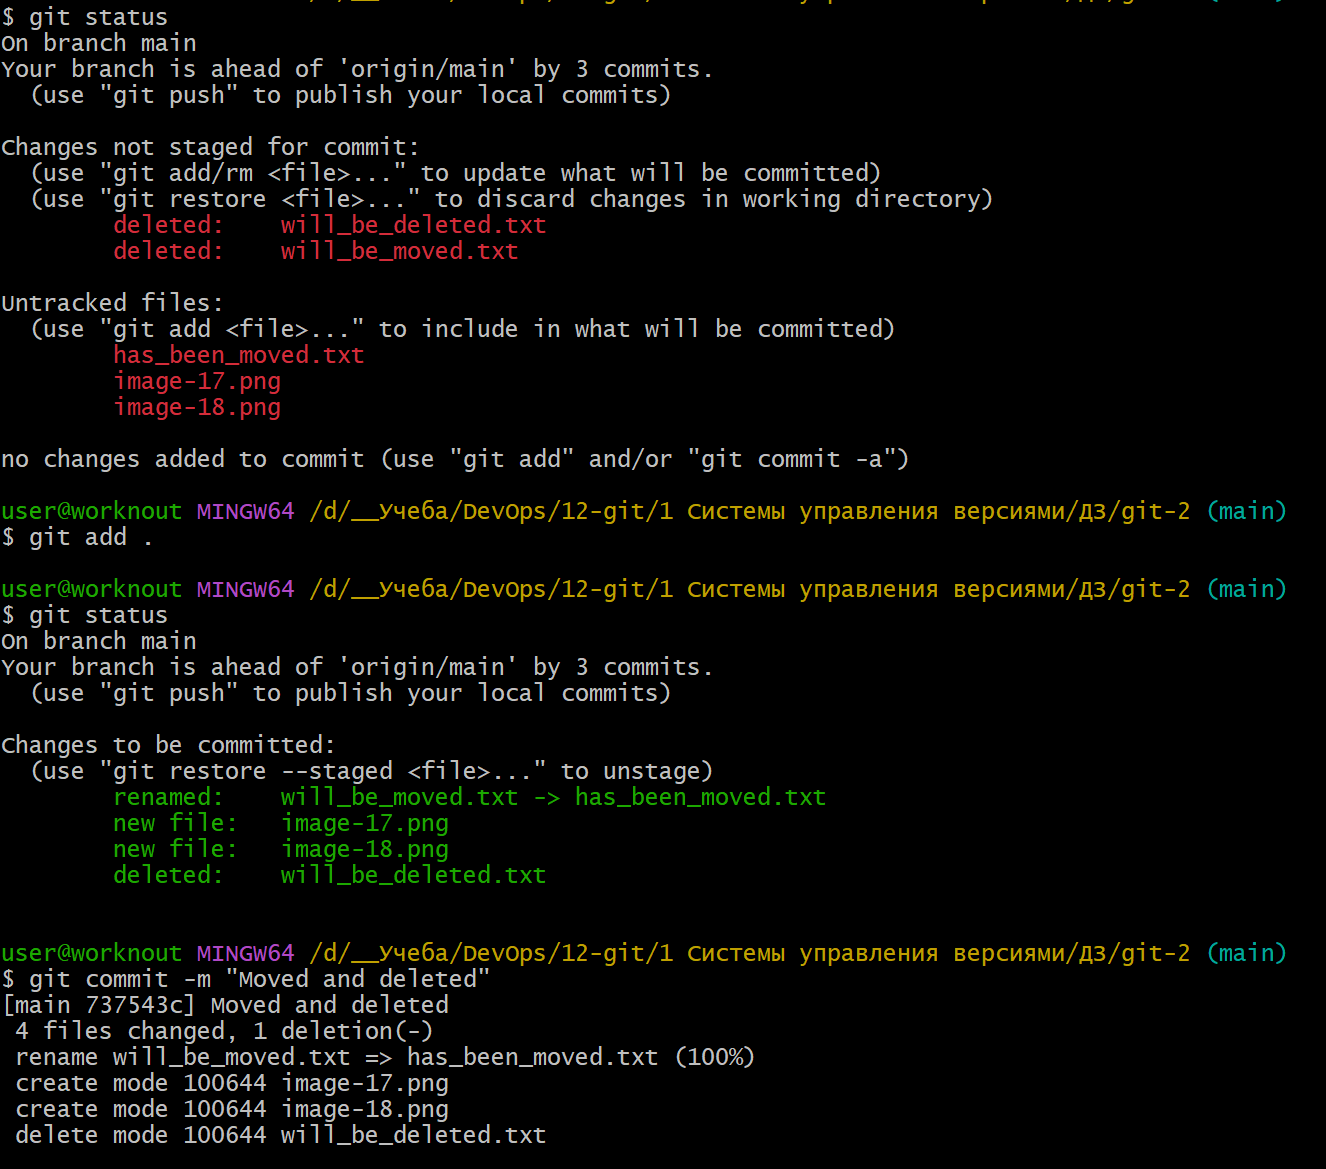 $ git status
On branch main
Your branch is ahead of 'origin/main' by 3 commits.
  (use "git push" to publish your local commits)

Changes not staged for commit:
  (use "git add/rm <file>..." to update what will be committed)
  (use "git restore <file>..." to discard changes in working directory)
        deleted:    will_be_deleted.txt
        deleted:    will_be_moved.txt

Untracked files:
  (use "git add <file>..." to include in what will be committed)
        has_been_moved.txt
        image-17.png
        image-18.png

no changes added to commit (use "git add" and/or "git commit -a")

user@worknout MINGW64 /d/__Учеба/DevOps/12-git/1 Системы управления версиями/ДЗ/git-2 (main)
$ git add .

user@worknout MINGW64 /d/__Учеба/DevOps/12-git/1 Системы управления версиями/ДЗ/git-2 (main)
$ git status
On branch main
Your branch is ahead of 'origin/main' by 3 commits.
  (use "git push" to publish your local commits)

Changes to be committed:
  (use "git restore --staged <file>..." to unstage)
        renamed:    will_be_moved.txt -> has_been_moved.txt
        new file:   image-17.png
        new file:   image-18.png
        deleted:    will_be_deleted.txt

user@worknout MINGW64 /d/__Учеба/DevOps/12-git/1 Системы управления версиями/ДЗ/git-2 (main)
$ git commit -m "Moved and deleted"
[main 737543c] Moved and deleted
 4 files changed, 1 deletion(-)
 rename will_be_moved.txt => has_been_moved.txt (100%)
 create mode 100644 image-17.png
 create mode 100644 image-18.png
 delete mode 100644 will_be_deleted.txt